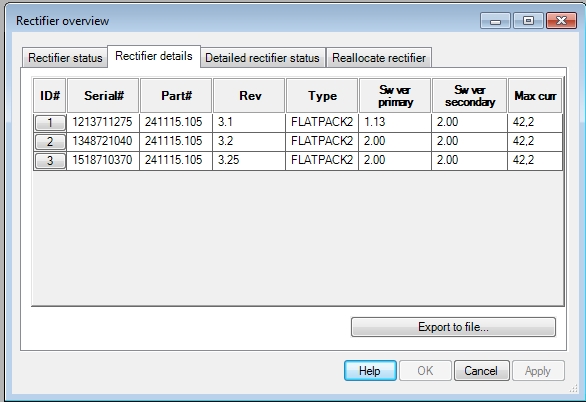 Rectifier overview
Rectifier status Rectifier details Detailed rectifier status Reallocate rectifier
ID# Serial# Part# Rev Type Sw ver primary Sw ver secondary Max curr
1 1213711275 241115.105 3.1 FLATPACK2 1.13 2.00 42,2
2 1348721040 241115.105 3.2 FLATPACK2 2.00 2.00 42,2
3 1518710370 241115.105 3.25 FLATPACK2 2.00 2.00 42,2
Export to file...
Help OK Cancel Apply